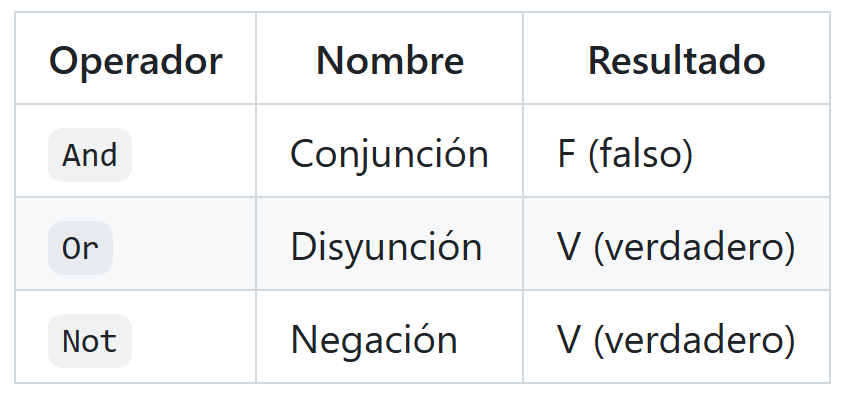 Operador Nombre Resultado
And Conjunción F (falso)
Or Disyunción V (verdadero)
Not Negación V (verdadero)